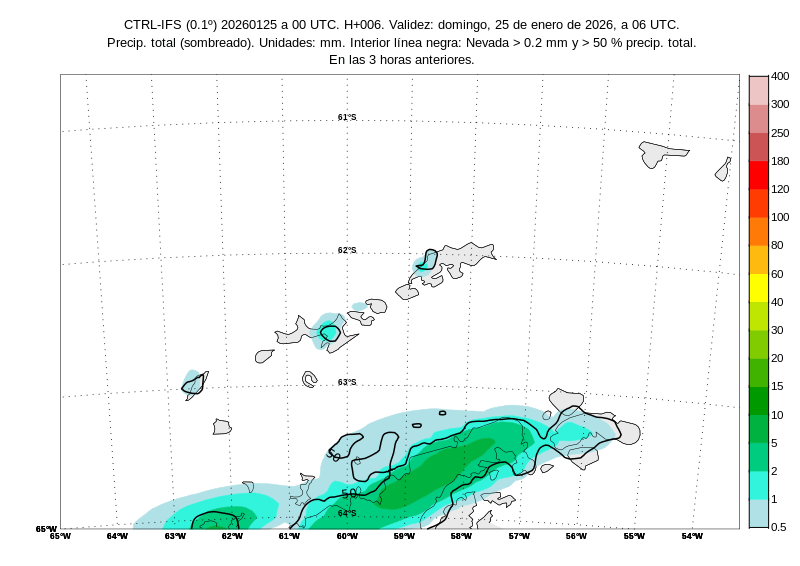 CTRL-IFS (0.1º) 20260125 a 00 UTC. H+006. Validez: domingo, 25 de enero de 2026, a 06 UTC.
Precip. total (sombreado). Unidades: mm. Interior línea negra: Nevada > 0.2 mm y > 50 % precip. total.
En las 3 horas anteriores.
400
300
250
180
120
100
80
60
40
30
20
15
10
5
2
1
0.5
61°S
62°S
63°S
50
64°S
65°W
65°W 64°W 63°W 62°W 61°W 60°W 59°W 58°W 57°W 56°W 55°W 54°W